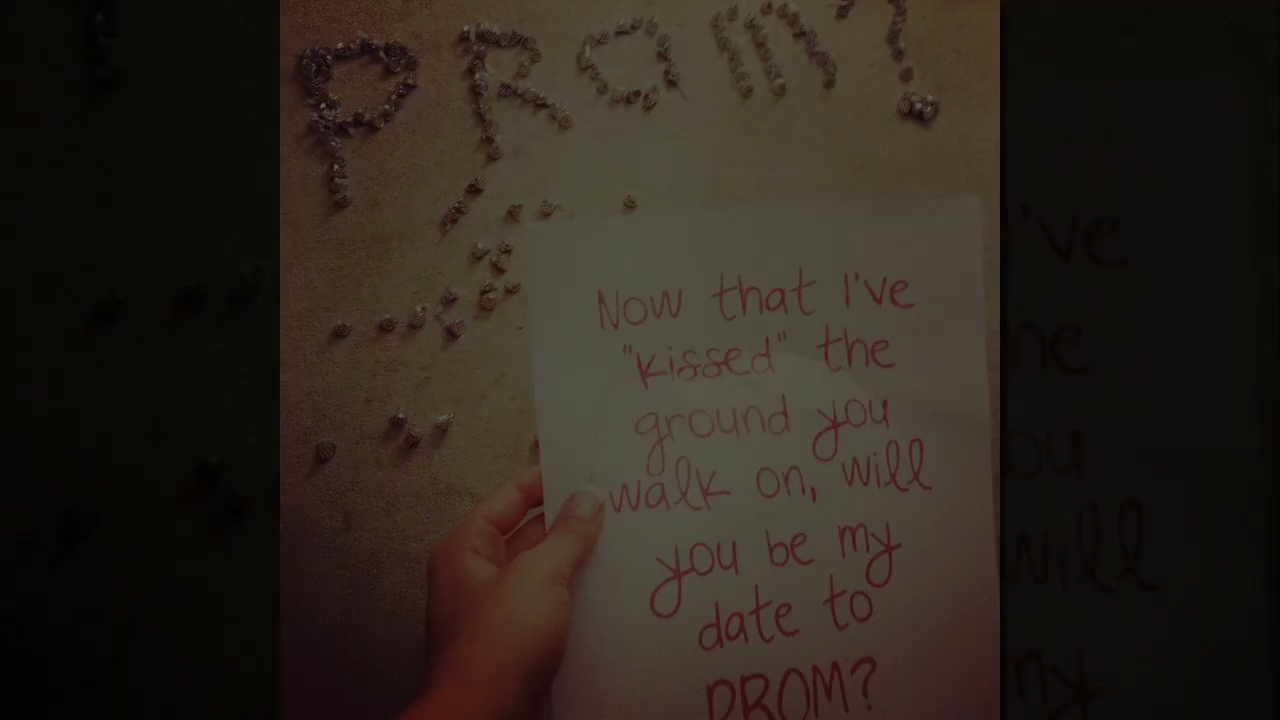 PROM?
Now that I've
"kissed" the
ground you
walk on, will
you be my
date to
PROM?